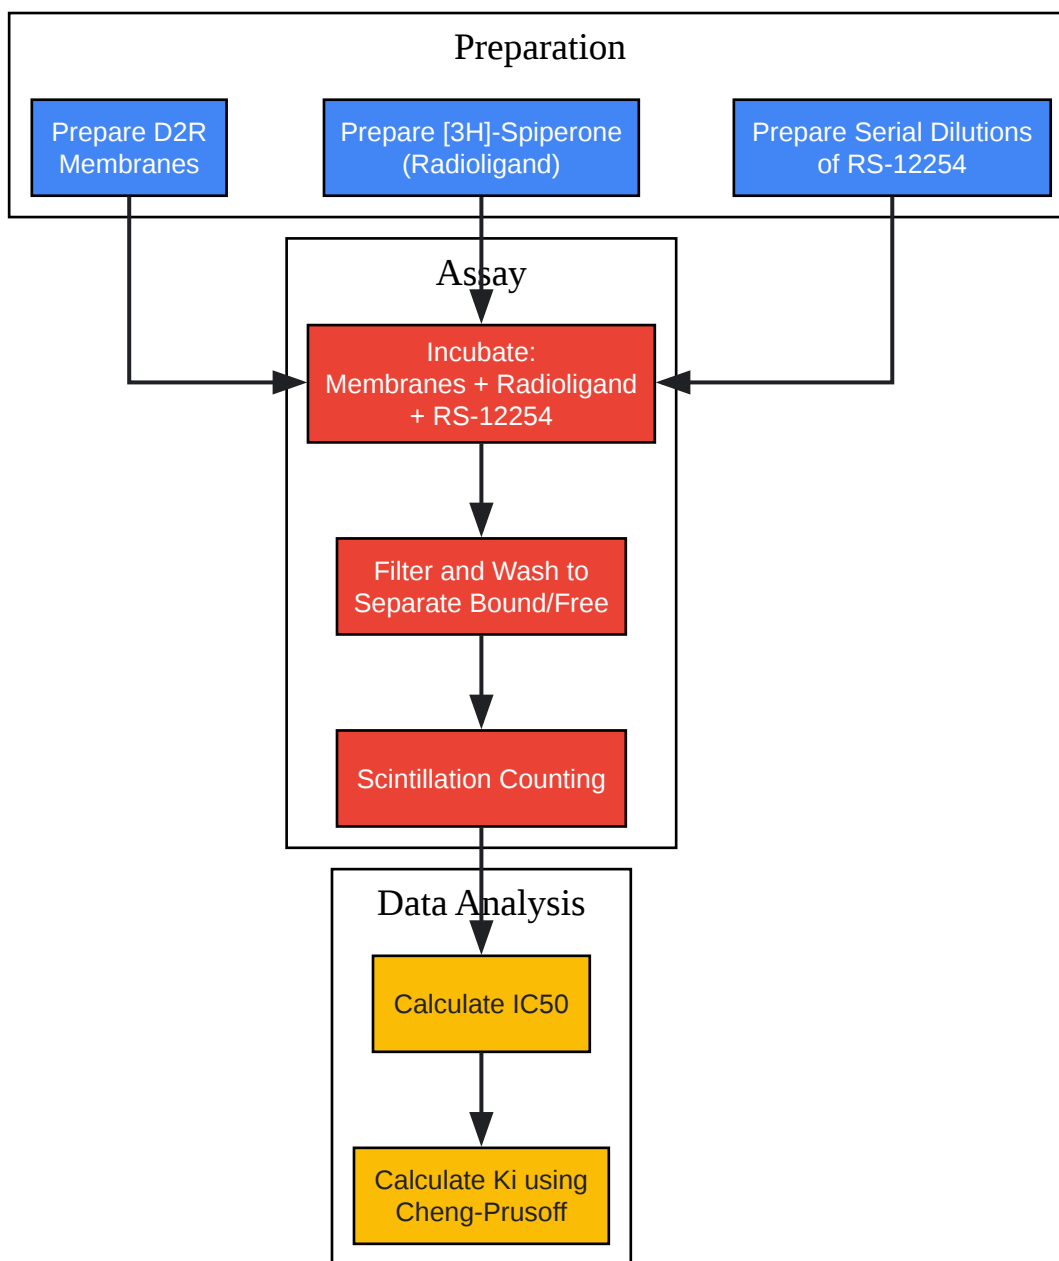 Preparation
Prepare D2R
Membranes
Prepare [3H]-Spiperone
(Radioligand)
Prepare Serial Dilutions
of RS-12254
Assay
Incubate:
Membranes + Radioligand
+ RS-12254
Filter and Wash to
Separate Bound/Free
Scintillation Counting
Data Analysis
Calculate IC50
Calculate Ki using
Cheng-Prusoff